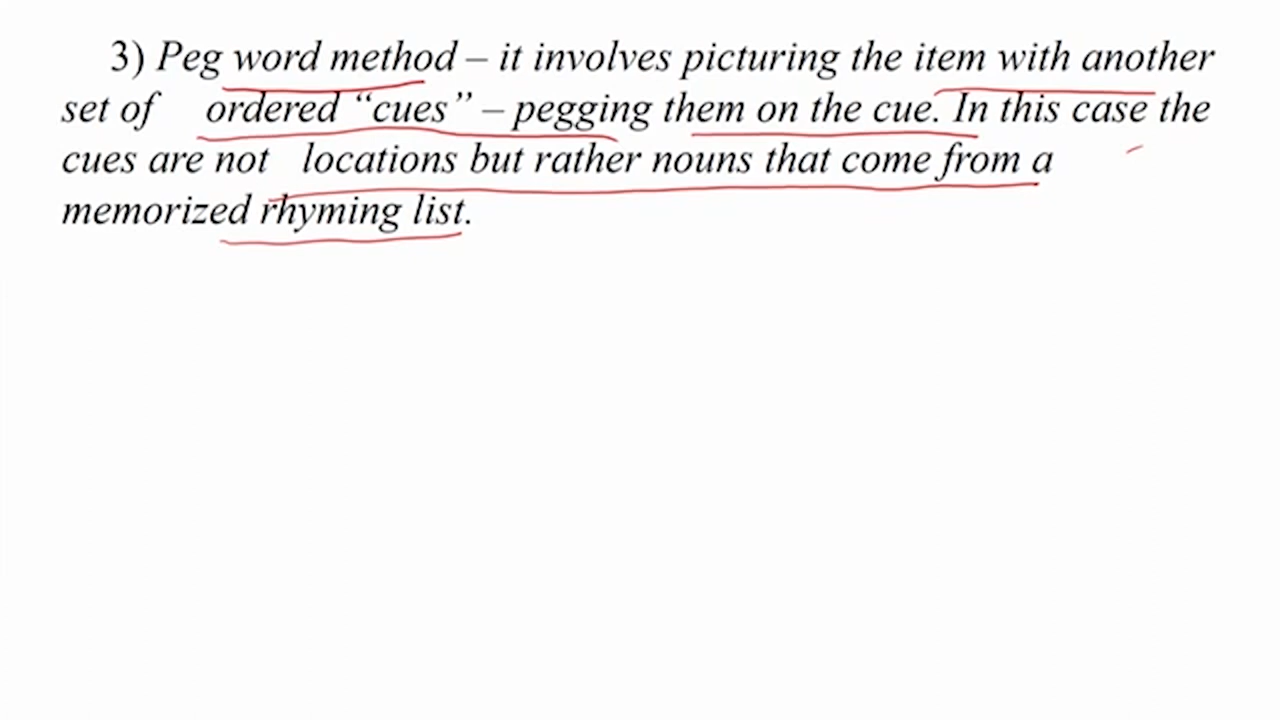 3) Peg word method – it involves picturing the item with another
set of ordered “cues” – pegging them on the cue. In this case the
cues are not locations but rather nouns that come from a
memorized rhyming list.